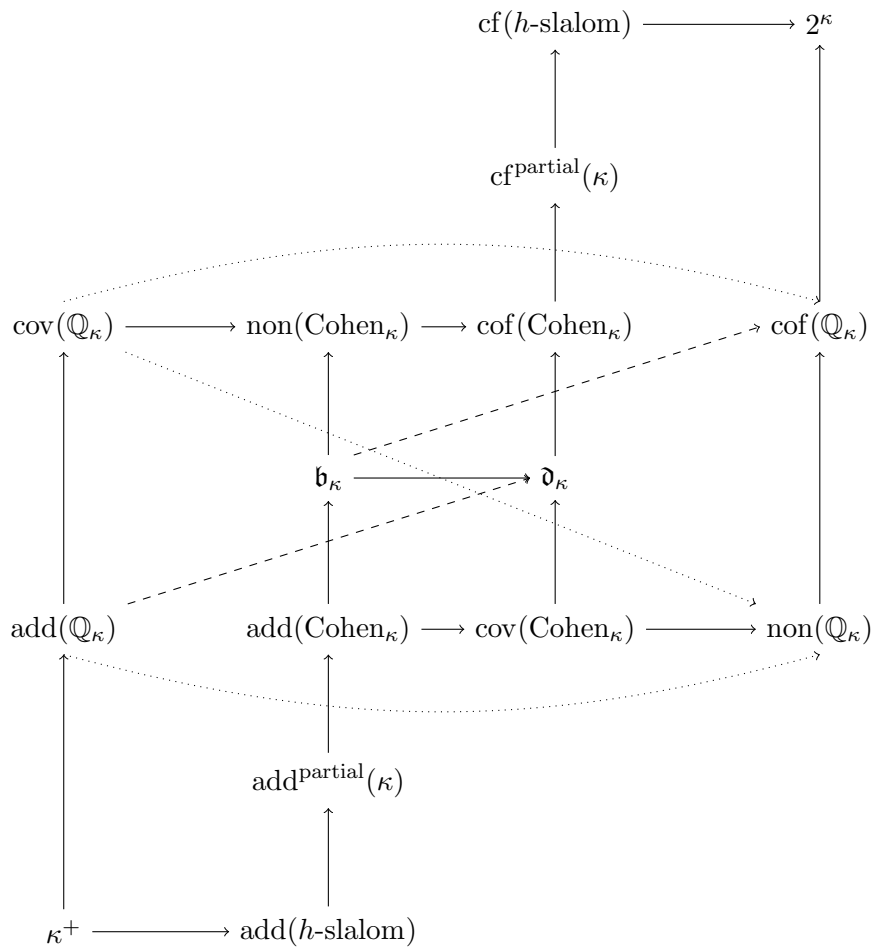 cf(h-slalom) 2^κ
cf^partial(κ)
cov(ℚ_κ) non(Cohen_κ) cof(Cohen_κ) cof(ℚ_κ)
𝔟_κ 𝔡_κ
add(ℚ_κ) add(Cohen_κ) cov(Cohen_κ) non(ℚ_κ)
add^partial(κ)
κ^+ add(h-slalom)